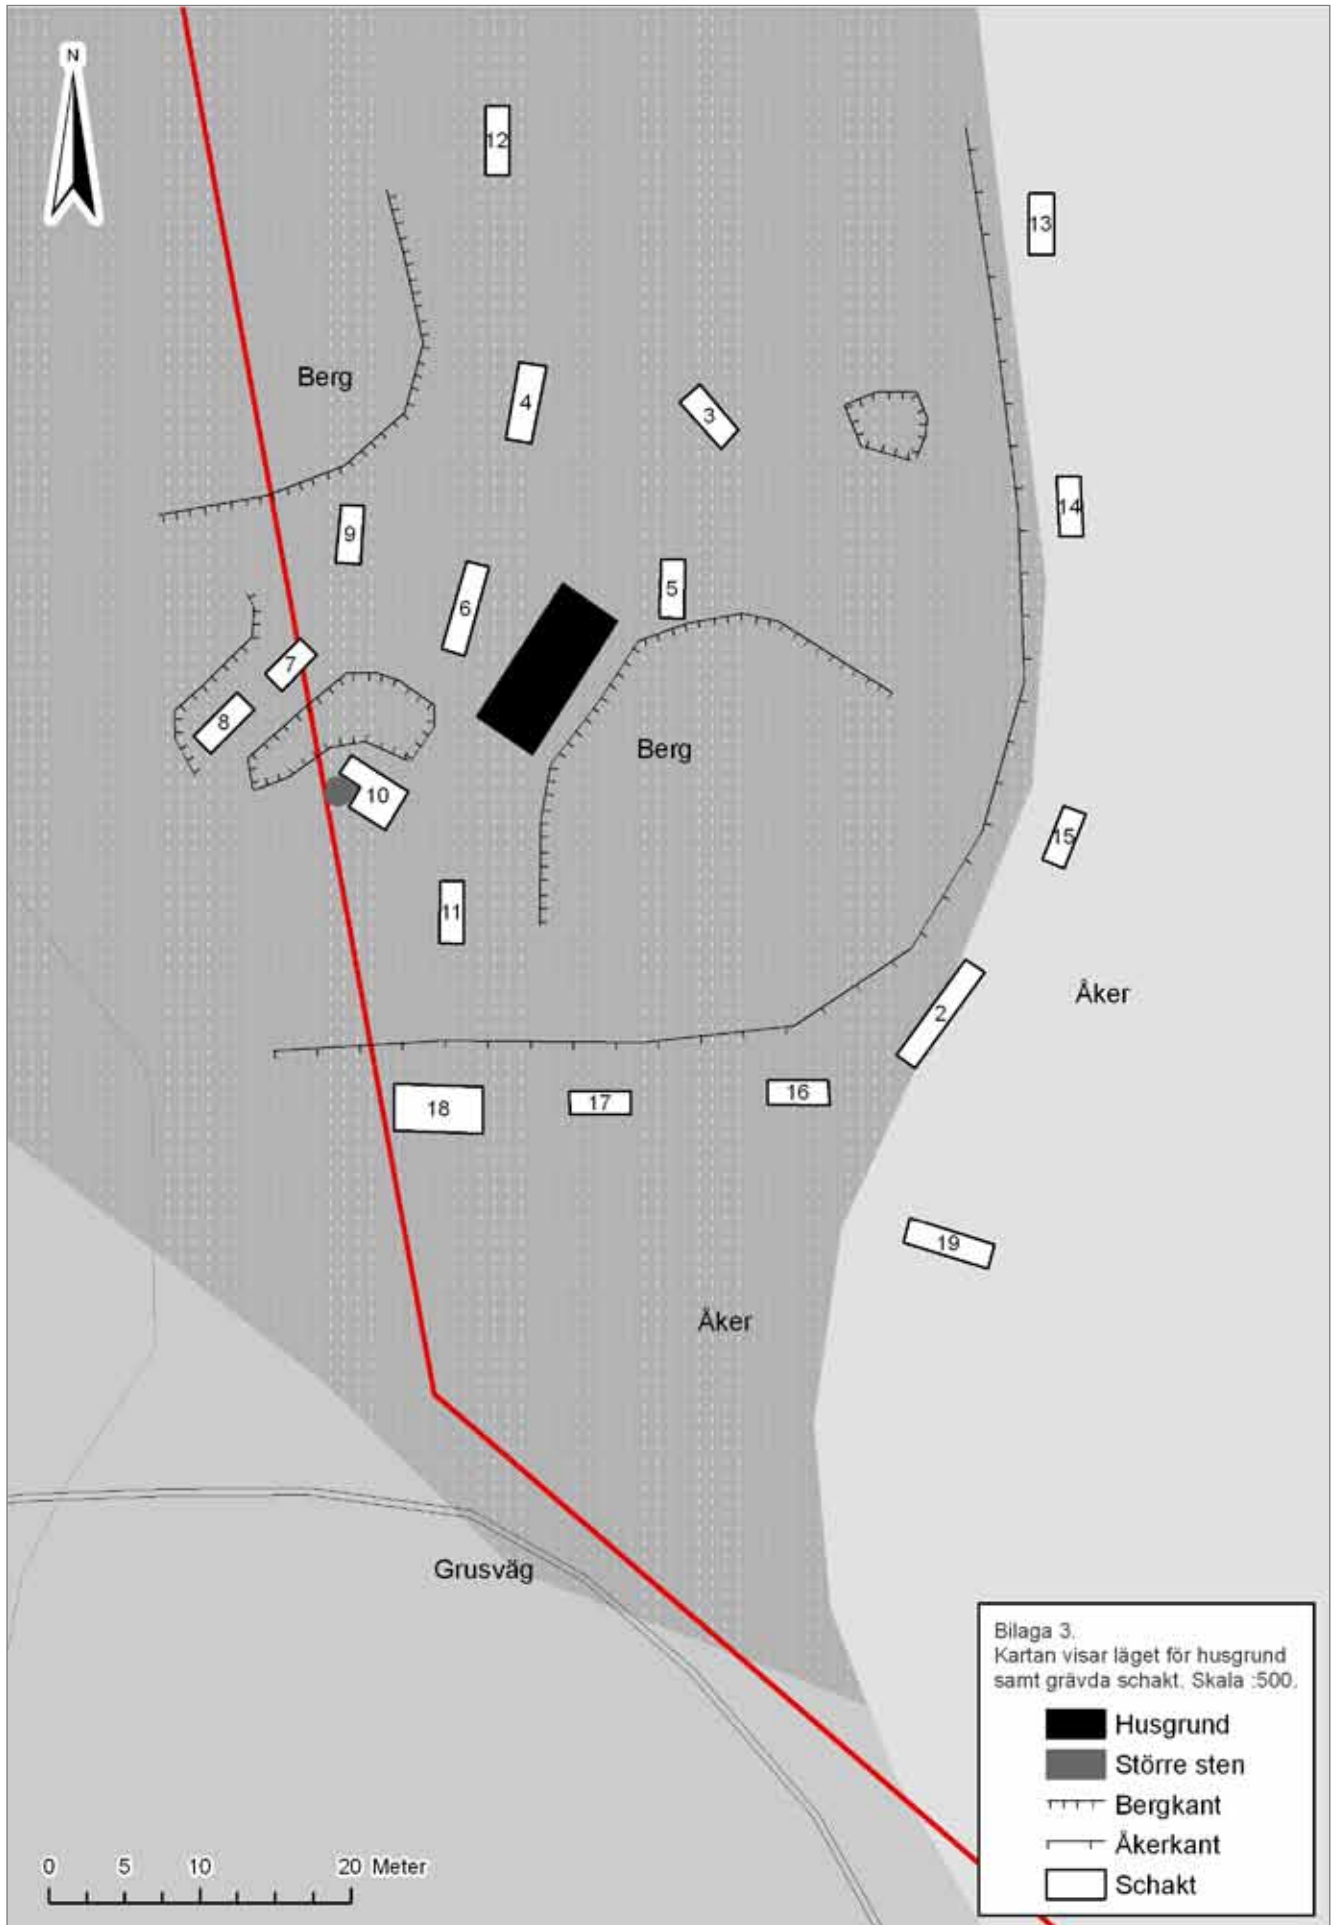 N
12
13
Berg
4
3
14
9
5
6
7
8
Berg
10
15
11
Åker
2
16
17
18
19
Åker
Grusväg
Bilaga 3.
Kartan visar läget för husgrund
samt grävda schakt. Skala :500.
Husgrund
Större sten
Bergkant
Åkerkant
Schakt
0 5 10 20 Meter